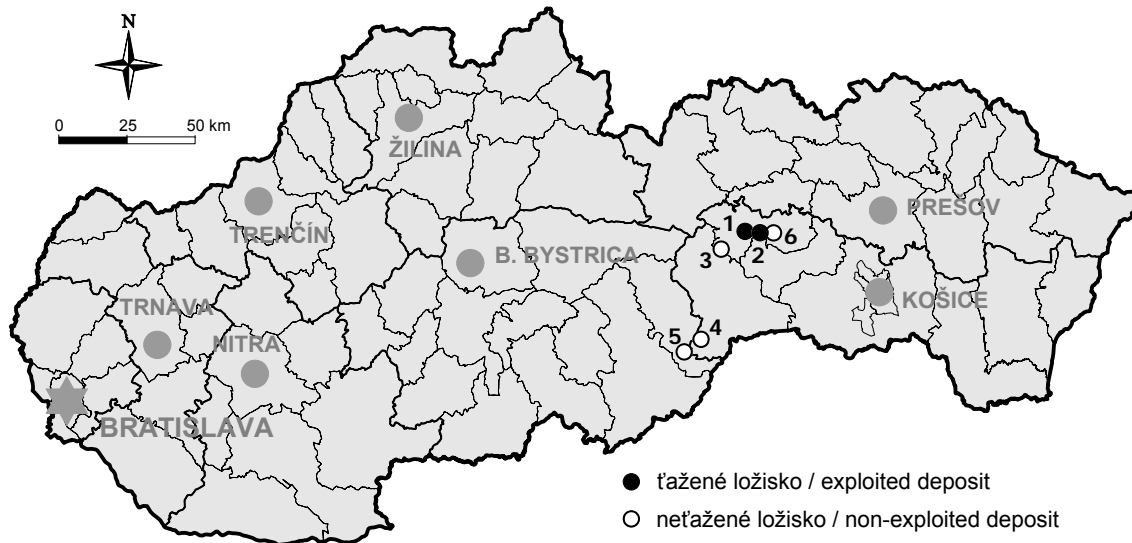 N
0 25 50 km
ŽILINA
TRENČÍN
PREŠOV
B. BYSTRICA
1
2
6
3
KOŠICE
TRNAVA
NITRA
5
4
BRATISLAVA
ťažené ložisko / exploited deposit
neťažené ložisko / non-exploited deposit